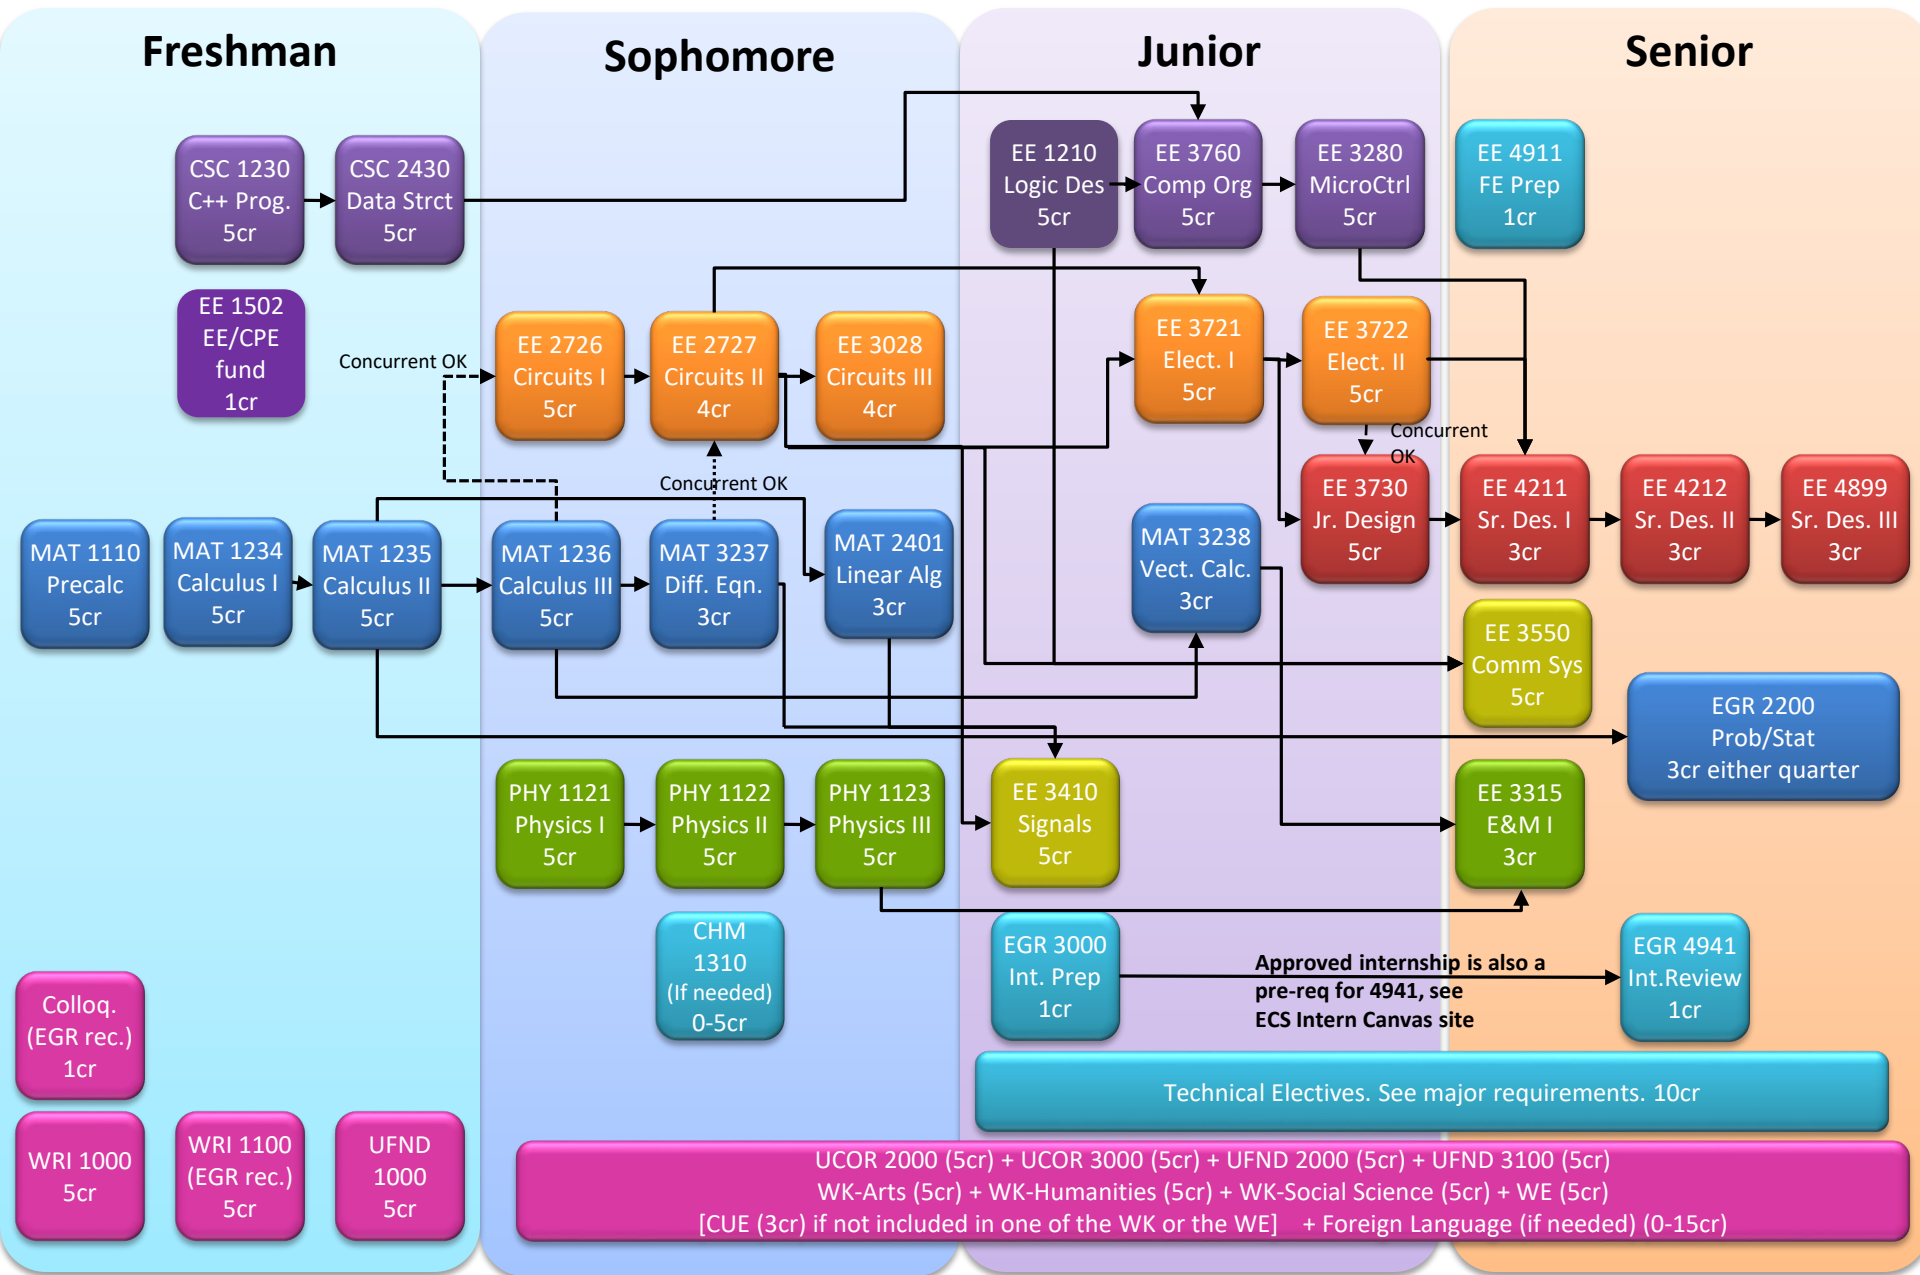 Freshman
Sophomore
Junior
Senior
CSC 1230
C++ Prog.
5cr
CSC 2430
Data Strct
5cr
EE 1210
Logic Des
5cr
EE 3760
Comp Org
5cr
EE 3280
MicroCtrl
5cr
EE 4911
FE Prep
1cr
EE 1502
EE/CPE
fund
1cr
Concurrent OK
EE 2726
Circuits I
5cr
EE 2727
Circuits II
4cr
EE 3028
Circuits III
4cr
EE 3721
Elect. I
5cr
EE 3722
Elect. II
5cr
Concurrent
OK
Concurrent OK
MAT 1110
Precalc
5cr
MAT 1234
Calculus I
5cr
MAT 1235
Calculus II
5cr
MAT 1236
Calculus III
5cr
MAT 3237
Diff. Eqn.
3cr
MAT 2401
Linear Alg
3cr
MAT 3238
Vect. Calc.
3cr
EE 3730
Jr. Design
5cr
EE 4211
Sr. Des. I
3cr
EE 4212
Sr. Des. II
3cr
EE 4899
Sr. Des. III
3cr
EE 3550
Comm Sys
5cr
EGR 2200
Prob/Stat
3cr either quarter
PHY 1121
Physics I
5cr
PHY 1122
Physics II
5cr
PHY 1123
Physics III
5cr
EE 3410
Signals
5cr
EE 3315
E&M I
3cr
CHM
1310
(If needed)
0-5cr
EGR 3000
Int. Prep
1cr
Approved internship is also a
pre-req for 4941, see
ECS Intern Canvas site
EGR 4941
Int.Review
1cr
Colloq.
(EGR rec.)
1cr
Technical Electives. See major requirements. 10cr
WRI 1000
5cr
WRI 1100
(EGR rec.)
5cr
UFND
1000
5cr
UCOR 2000 (5cr) + UCOR 3000 (5cr) + UFND 2000 (5cr) + UFND 3100 (5cr)
WK-Arts (5cr) + WK-Humanities (5cr) + WK-Social Science (5cr) + WE (5cr)
[CUE (3cr) if not included in one of the WK or the WE] + Foreign Language (if needed) (0-15cr)